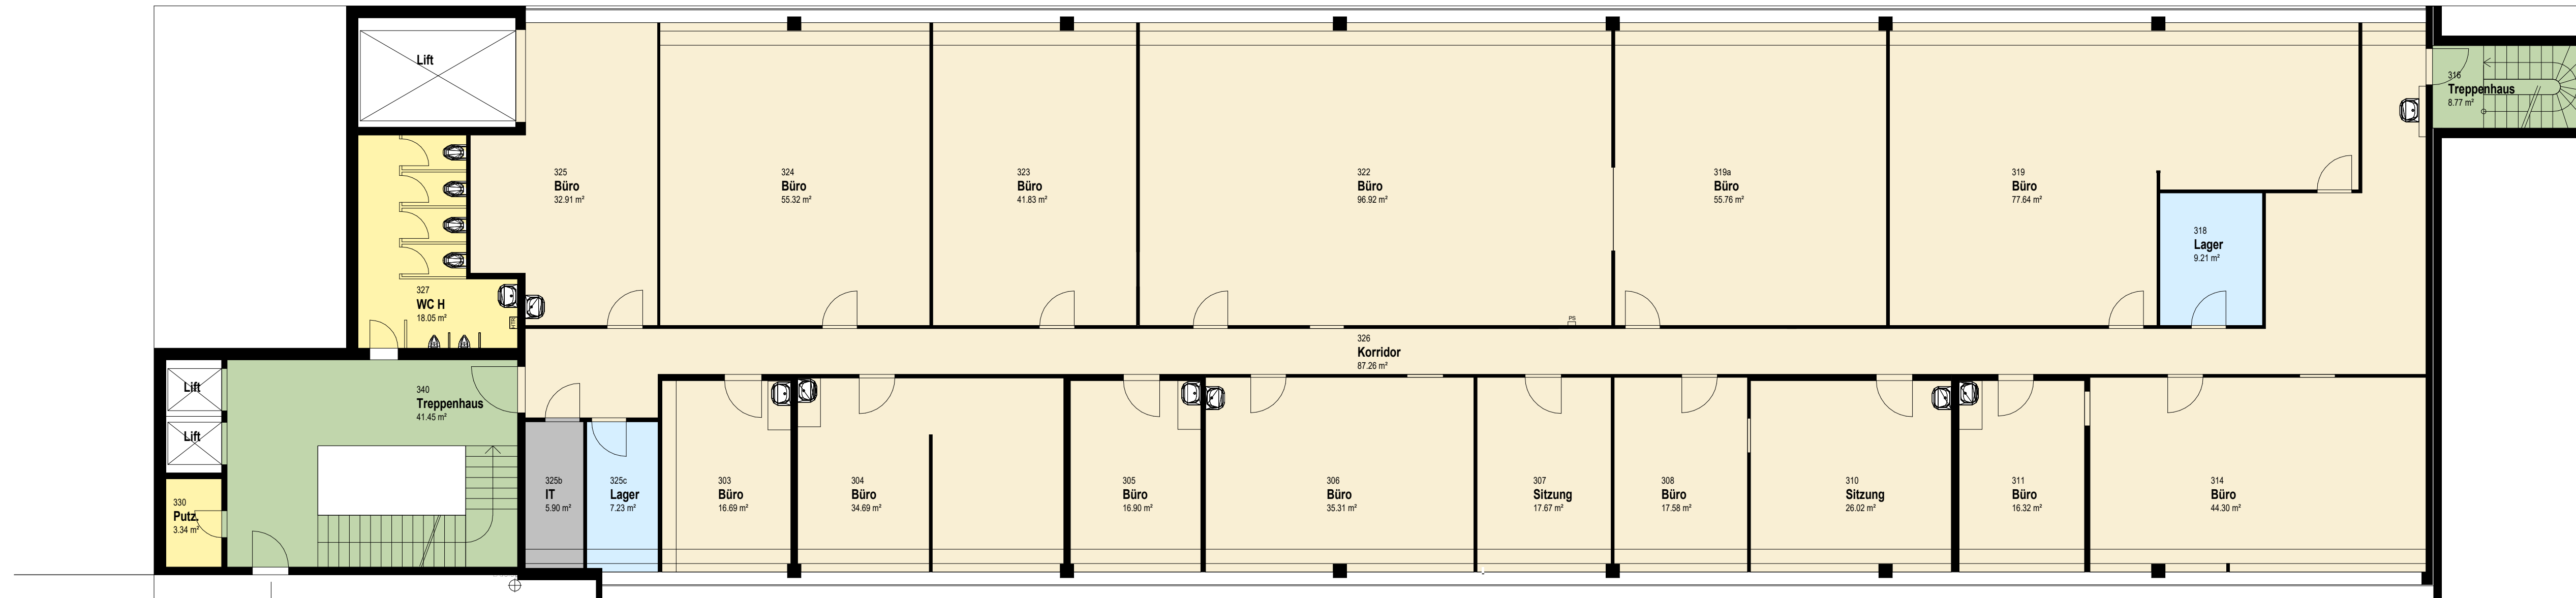 Lift
316
Treppenhaus
8.77 m²
325
Büro
32.91 m²
324
Büro
55.32 m²
323
Büro
41.83 m²
322
Büro
96.92 m²
319a
Büro
55.76 m²
319
Büro
77.64 m²
318
Lager
9.21 m²
327
WC H
18.05 m²
PS
326
Korridor
87.26 m²
Lift
340
Treppenhaus
41.45 m²
Lift
330
Putz.
3.34 m²
325b
IT
5.90 m²
325c
Lager
7.23 m²
303
Büro
16.69 m²
304
Büro
34.69 m²
305
Büro
16.90 m²
306
Büro
35.31 m²
307
Sitzung
17.67 m²
308
Büro
17.58 m²
310
Sitzung
26.02 m²
311
Büro
16.32 m²
314
Büro
44.30 m²